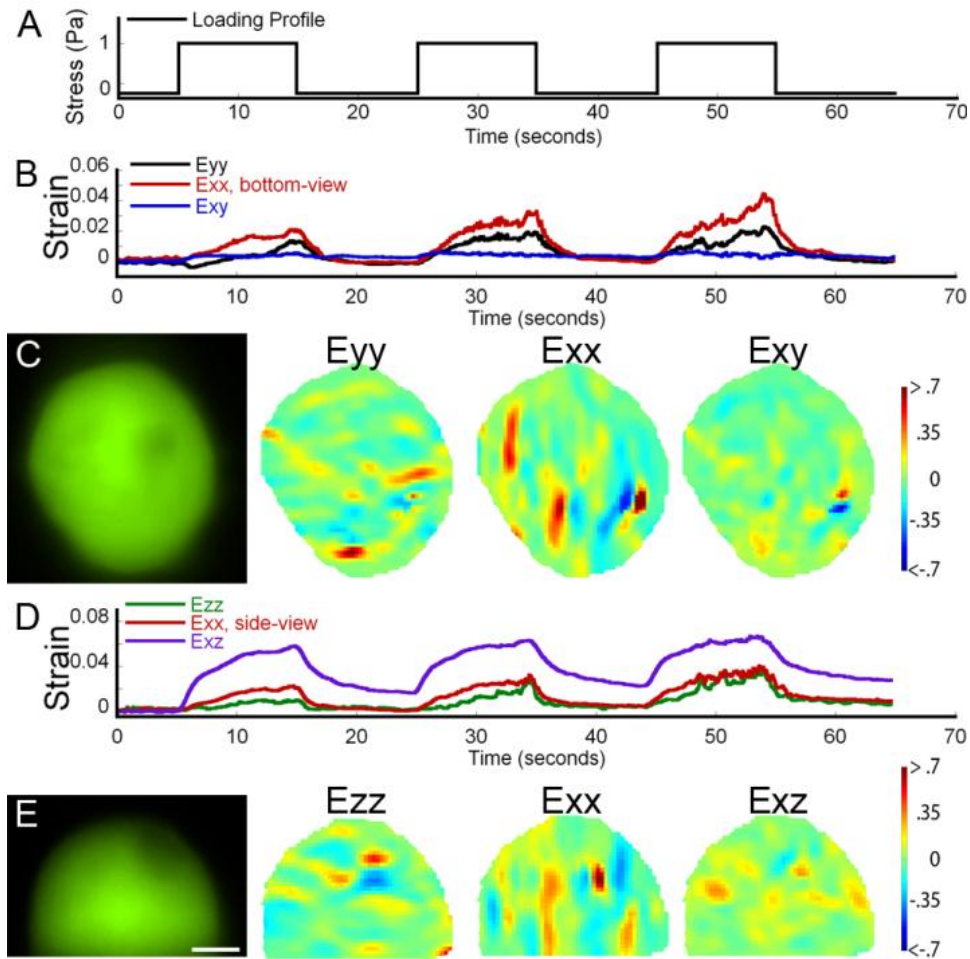 A
Stress (Pa)
1
0
Loading Profile
0 10 20 30 40 50 60 70
Time (seconds)
B
Strain
0.06
0.04
0.02
0
Eyy
Exx, bottom-view
Exy
0 10 20 30 40 50 60 70
Time (seconds)
C
Eyy Exx Exy
> .7
.35
0
-.35
<-.7
D
Strain
0.08
0.04
0
Ezz
Exx, side-view
Exz
0 10 20 30 40 50 60 70
Time (seconds)
E
Ezz Exx Exz
> .7
.35
0
-.35
<-.7